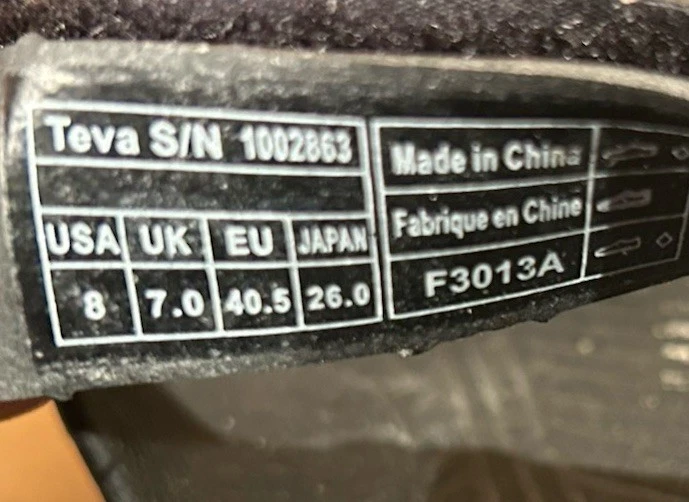 Teva S/N 1002863
USA UK EU JAPAN
8 7.0 40.5 26.0
Made in China
Fabrique en Chine
F3013A